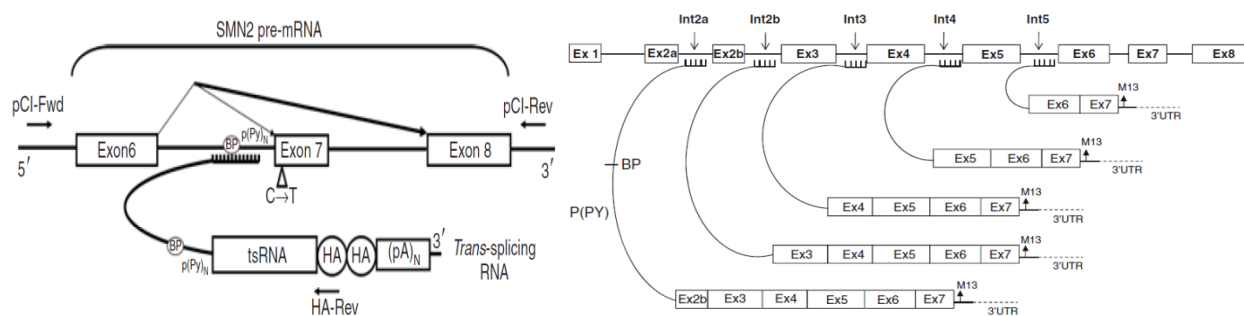 SMN2 pre-mRNA
pCI-Fwd
pCI-Rev
Exon6
BP
p(Py)N
Exon 7
Exon 8
5′
3′
C→T
BP
p(Py)N
tsRNA
HA
HA
(pA)N
3′
Trans-splicing
RNA
HA-Rev
Int2a
Int2b
Int3
Int4
Int5
Ex 1
Ex2a
Ex2b
Ex3
Ex4
Ex5
Ex6
Ex7
Ex8
Ex6
Ex7
M13
3'UTR
BP
Ex5
Ex6
Ex7
M13
3'UTR
P(PY)
Ex4
Ex5
Ex6
Ex7
M13
3'UTR
Ex3
Ex4
Ex5
Ex6
Ex7
M13
3'UTR
Ex2b
Ex3
Ex4
Ex5
Ex6
Ex7
M13
3'UTR